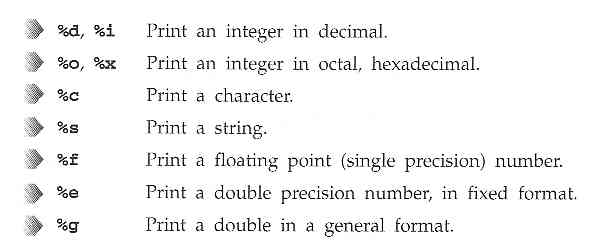 %d, %i Print an integer in decimal.
%o, %x Print an integer in octal, hexadecimal.
%c Print a character.
%s Print a string.
%f Print a floating point (single precision) number.
%e Print a double precision number, in fixed format.
%g Print a double in a general format.